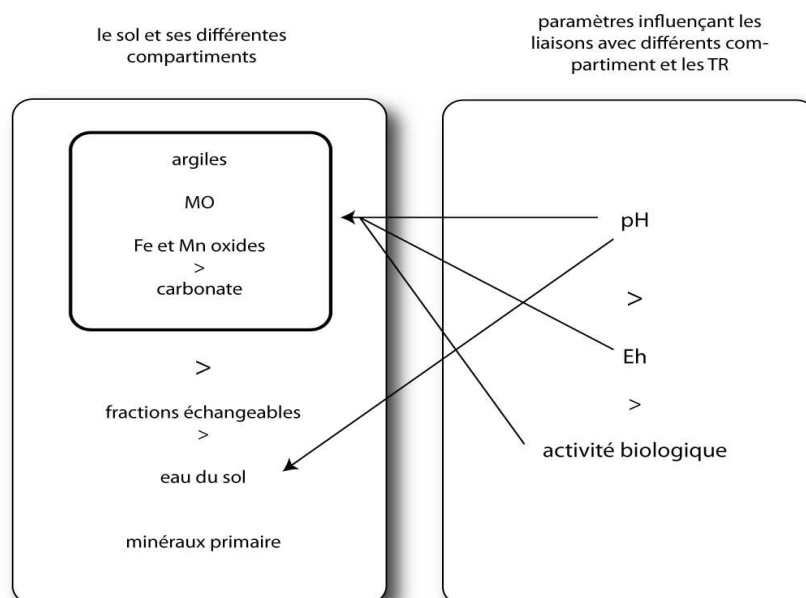 le sol et ses différentes
compartiments
argiles
MO
Fe et Mn oxides
>
carbonate
>
fractions échangeables
>
eau du sol
minéraux primaire
paramètres influençant les
liaisons avec différents com-
partiment et les TR
pH
>
Eh
>
activité biologique